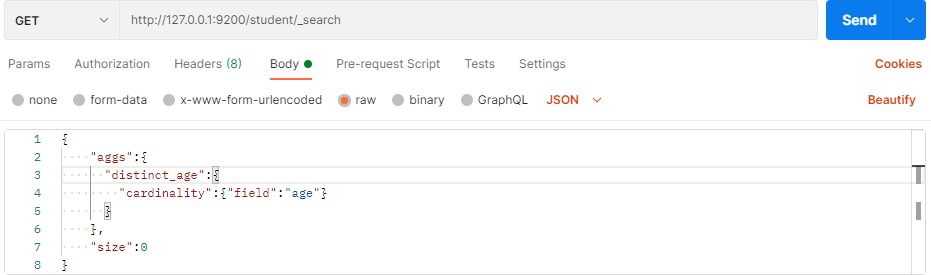 GET http://127.0.0.1:9200/student/_search Send
Params Authorization Headers (8) Body Pre-request Script Tests Settings Cookies
none form-data x-www-form-urlencoded raw binary GraphQL JSON Beautify
1 {
2 "aggs":{
3 "distinct_age":{
4 "cardinality":{"field":"age"}
5 }
6 },
7 "size":0
8 }